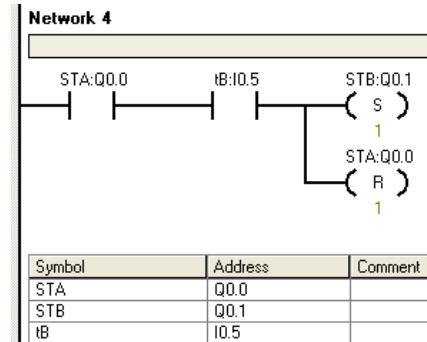 Network 4
STA:Q0.0 tB:I0.5 STB:Q0.1
S
1
STA:Q0.0
R
1
Symbol Address Comment
STA Q0.0
STB Q0.1
tB I0.5